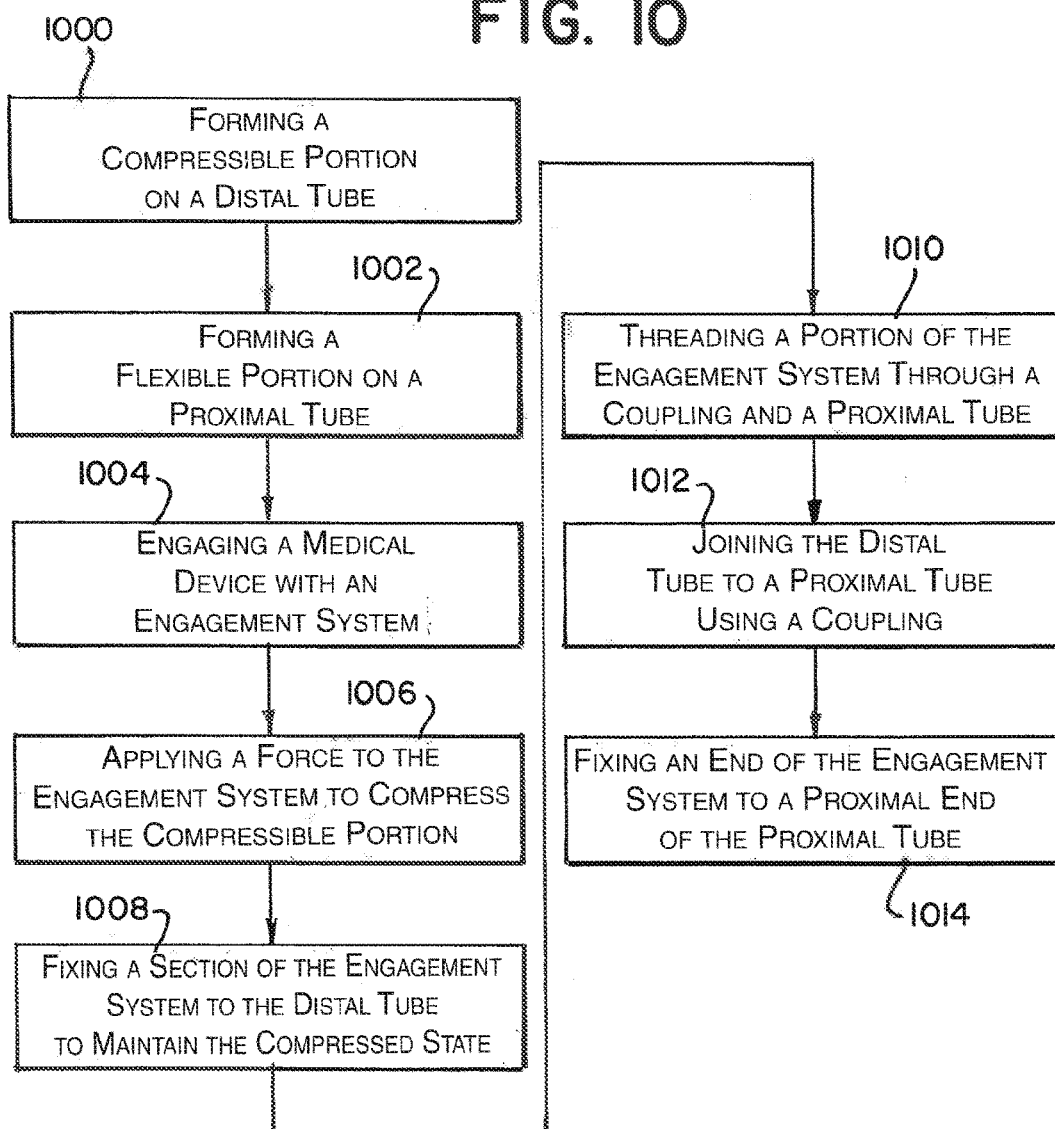 FIG. 10
1000
FORMING A
COMPRESSIBLE PORTION
ON A DISTAL TUBE
1002
FORMING A
FLEXIBLE PORTION ON A
PROXIMAL TUBE
1004
ENGAGING A MEDICAL
DEVICE WITH AN
ENGAGEMENT SYSTEM
1006
APPLYING A FORCE TO THE
ENGAGEMENT SYSTEM TO COMPRESS
THE COMPRESSIBLE PORTION
1008
FIXING A SECTION OF THE ENGAGEMENT
SYSTEM TO THE DISTAL TUBE
TO MAINTAIN THE COMPRESSED STATE
1010
THREADING A PORTION OF THE
ENGAGEMENT SYSTEM THROUGH A
COUPLING AND A PROXIMAL TUBE
1012
JOINING THE DISTAL
TUBE TO A PROXIMAL TUBE
USING A COUPLING
FIXING AN END OF THE ENGAGEMENT
SYSTEM TO A PROXIMAL END
OF THE PROXIMAL TUBE
1014